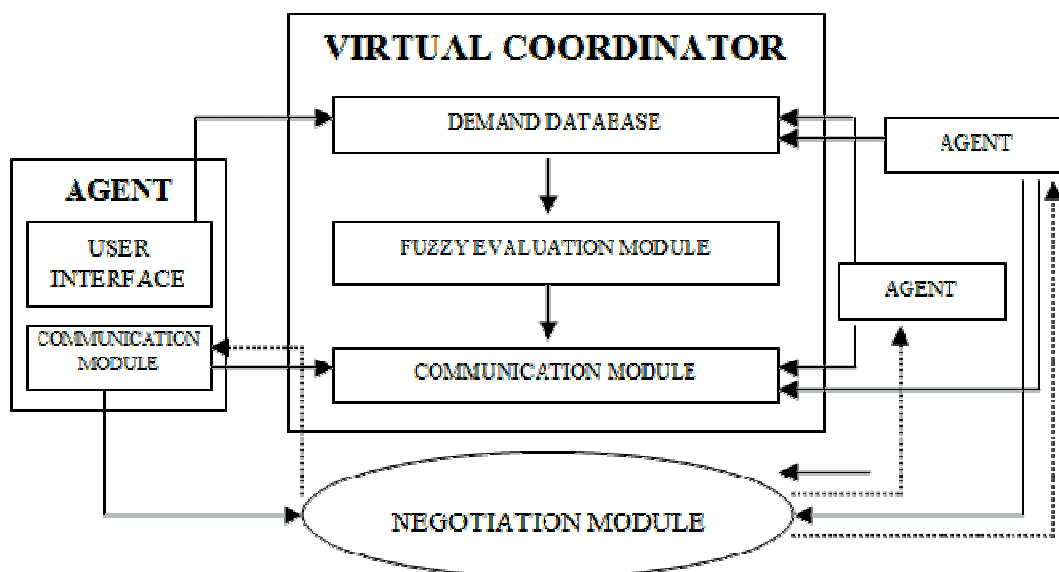 VIRTUAL COORDINATOR
DEMAND DATABASE
AGENT
AGENT
USER
INTERFACE
FUZZY EVALUATION MODULE
AGENT
COMMUNICATION
MODULE
COMMUNICATION MODULE
NEGOTIATION MODULE